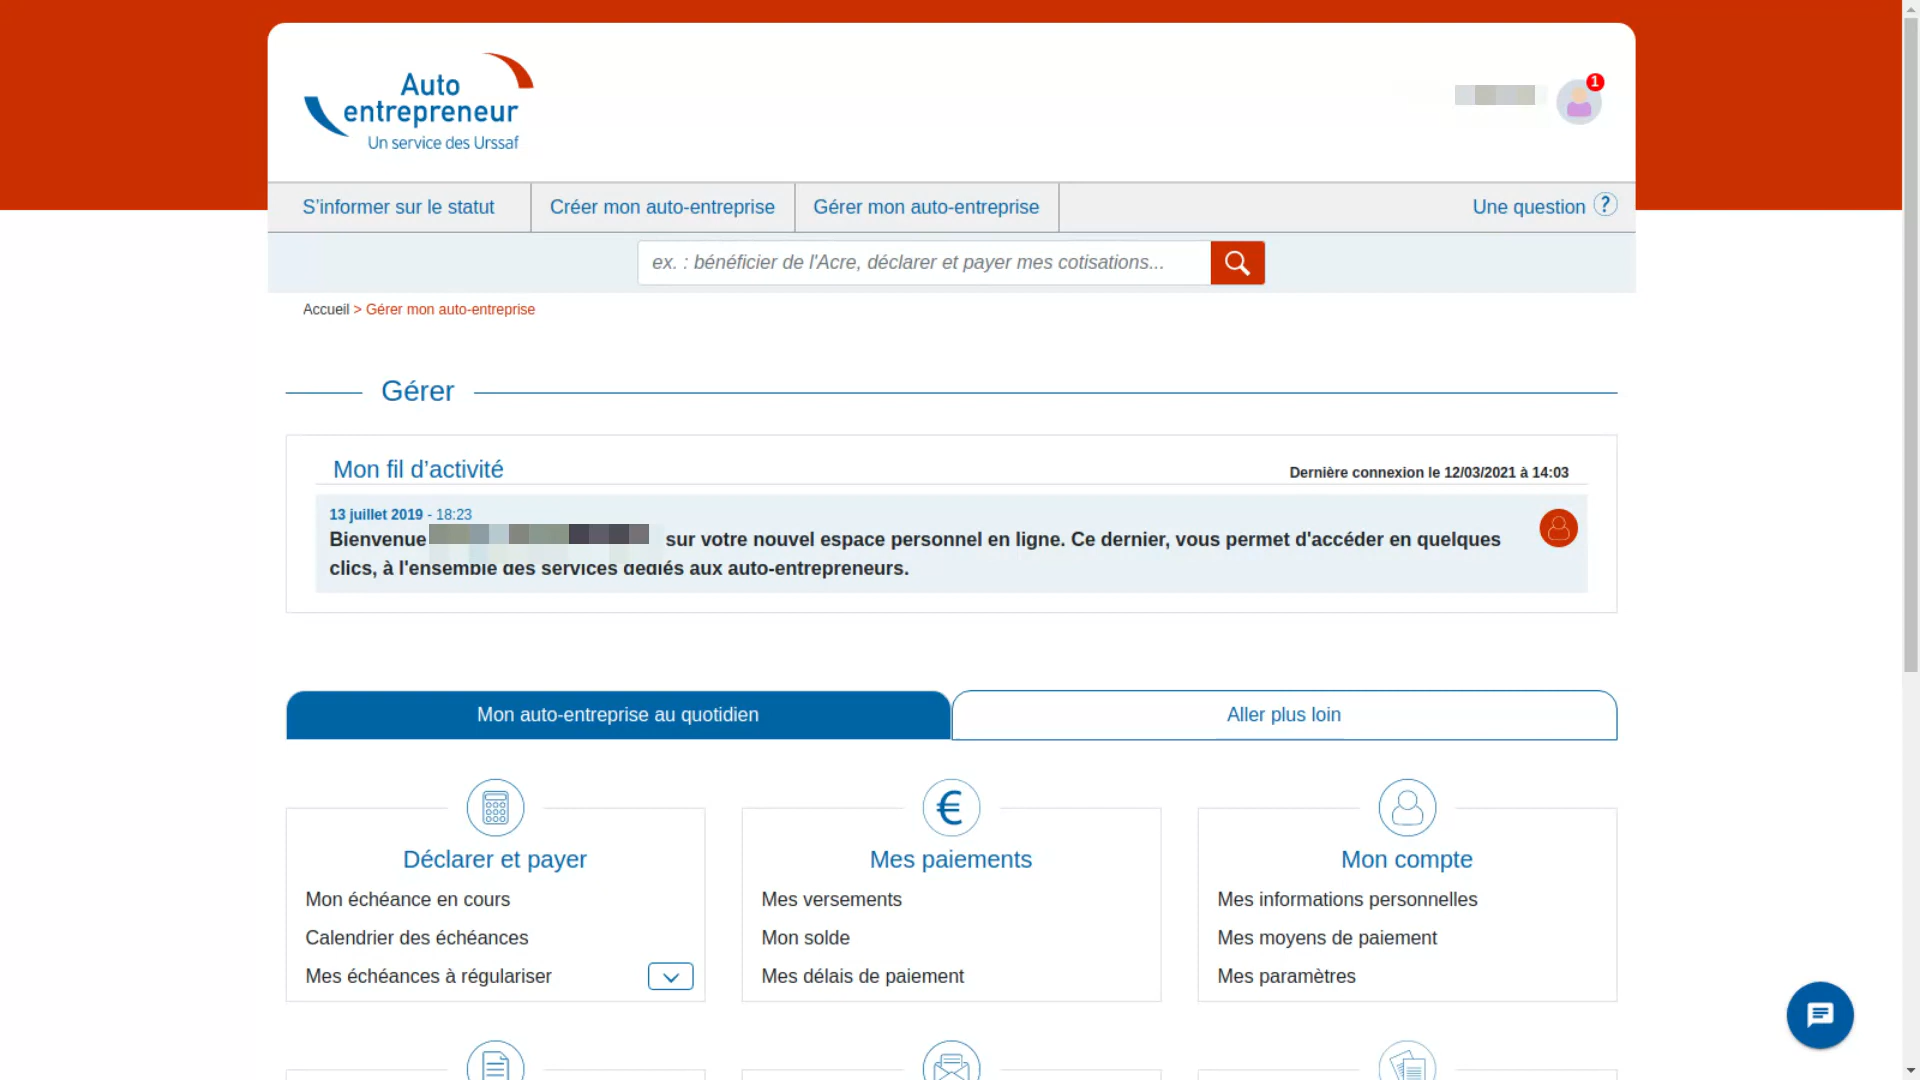 Auto
entrepreneur
Un service des Urssaf
1
S'informer sur le statut
Créer mon auto-entreprise
Gérer mon auto-entreprise
Une question ?
ex. : bénéficier de l'Acre, déclarer et payer mes cotisations...
Accueil > Gérer mon auto-entreprise
Gérer
Mon fil d’activité
Dernière connexion le 12/03/2021 à 14:03
13 juillet 2019 - 18:23
Bienvenue sur votre nouvel espace personnel en ligne. Ce dernier, vous permet d'accéder en quelques
clics, à l'ensemble des services dédiés aux auto-entrepreneurs.
Mon auto-entreprise au quotidien
Aller plus loin
€
Déclarer et payer
Mon échéance en cours
Calendrier des échéances
Mes échéances à régulariser
Mes paiements
Mes versements
Mon solde
Mes délais de paiement
Mon compte
Mes informations personnelles
Mes moyens de paiement
Mes paramètres